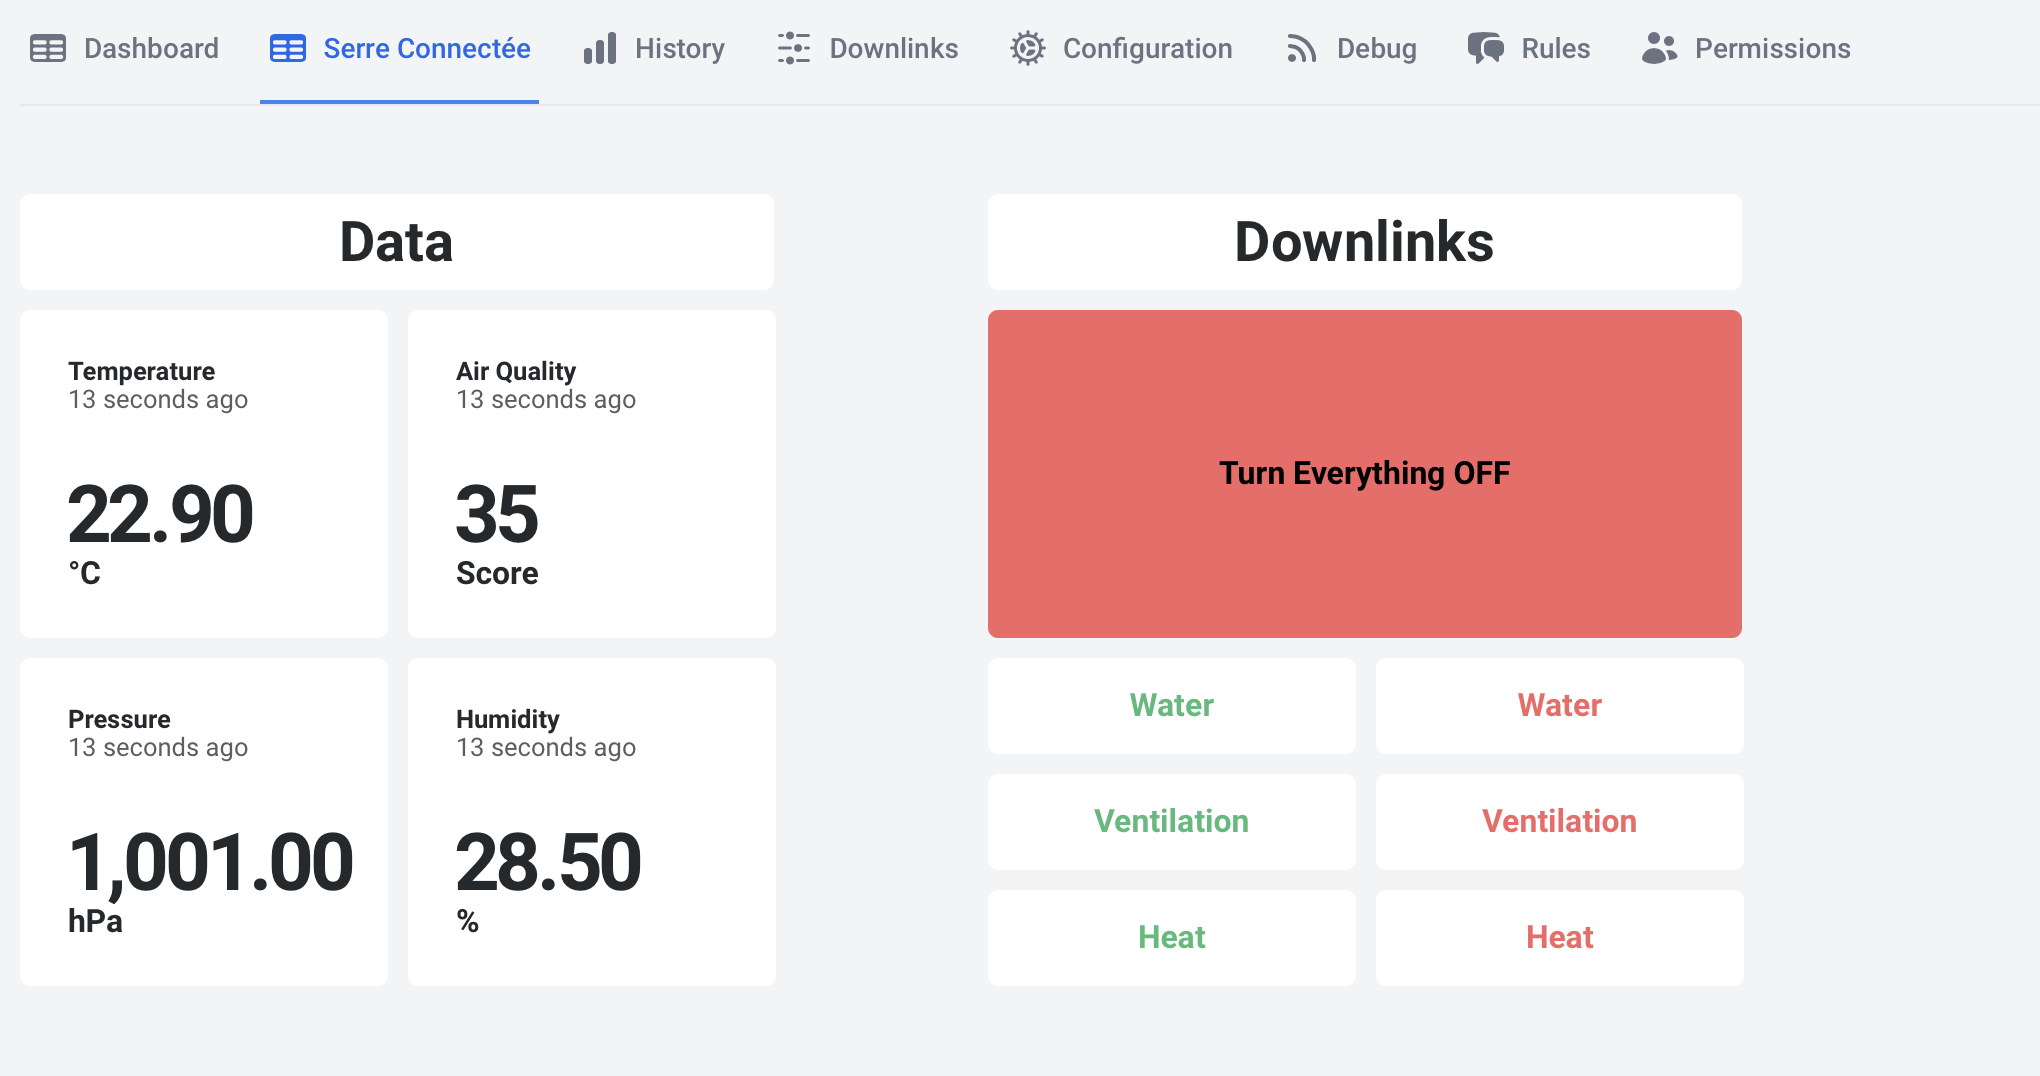 Dashboard
Serre Connectée
History
Downlinks
Configuration
Debug
Rules
Permissions
Data
Temperature
13 seconds ago
22.90
°C
Air Quality
13 seconds ago
35
Score
Pressure
13 seconds ago
1,001.00
hPa
Humidity
13 seconds ago
28.50
%
Downlinks
Turn Everything OFF
Water
Water
Ventilation
Ventilation
Heat
Heat